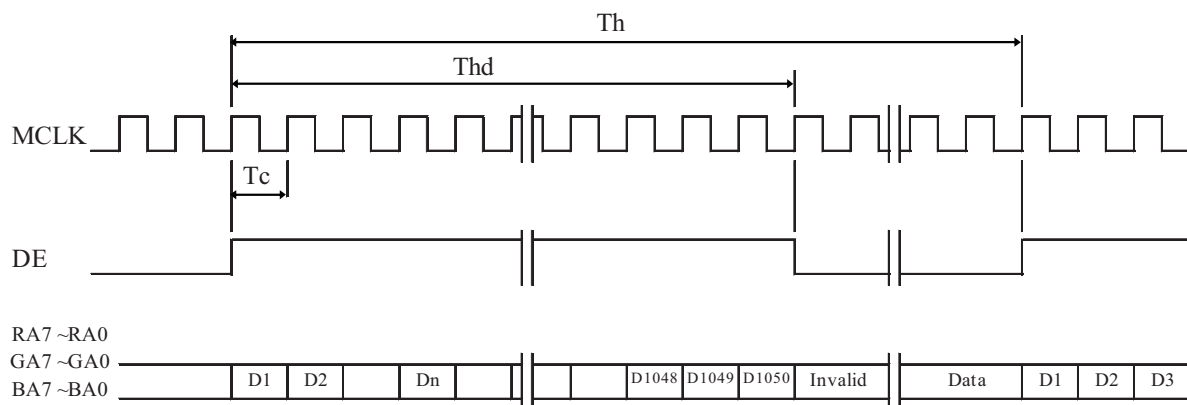 Th
Thd
MCLK
Tc
DE
RA7 ~RA0
GA7 ~GA0
BA7 ~BA0
D1 D2 Dn D1048 D1049 D1050 Invalid Data D1 D2 D3